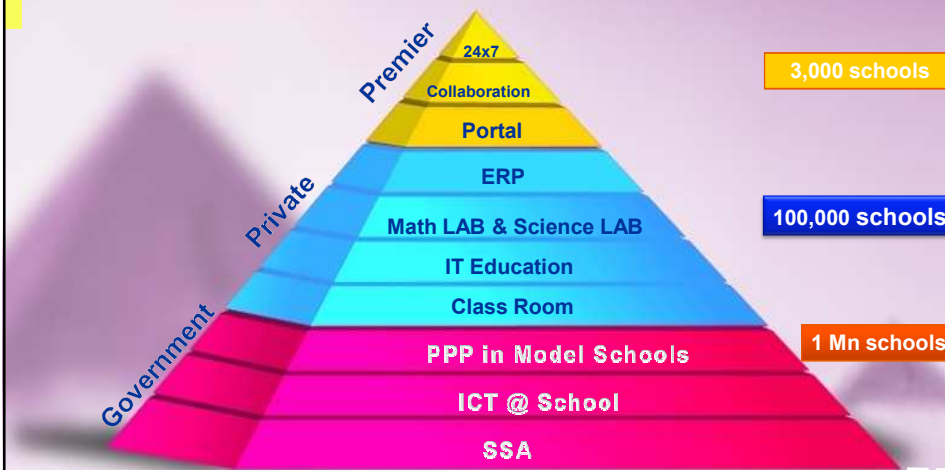 Premier
24x7
Collaboration
Portal
3,000 schools
Private
ERP
Math LAB & Science LAB
IT Education
Class Room
100,000 schools
Government
PPP in Model Schools
ICT @ School
SSA
1 Mn schools